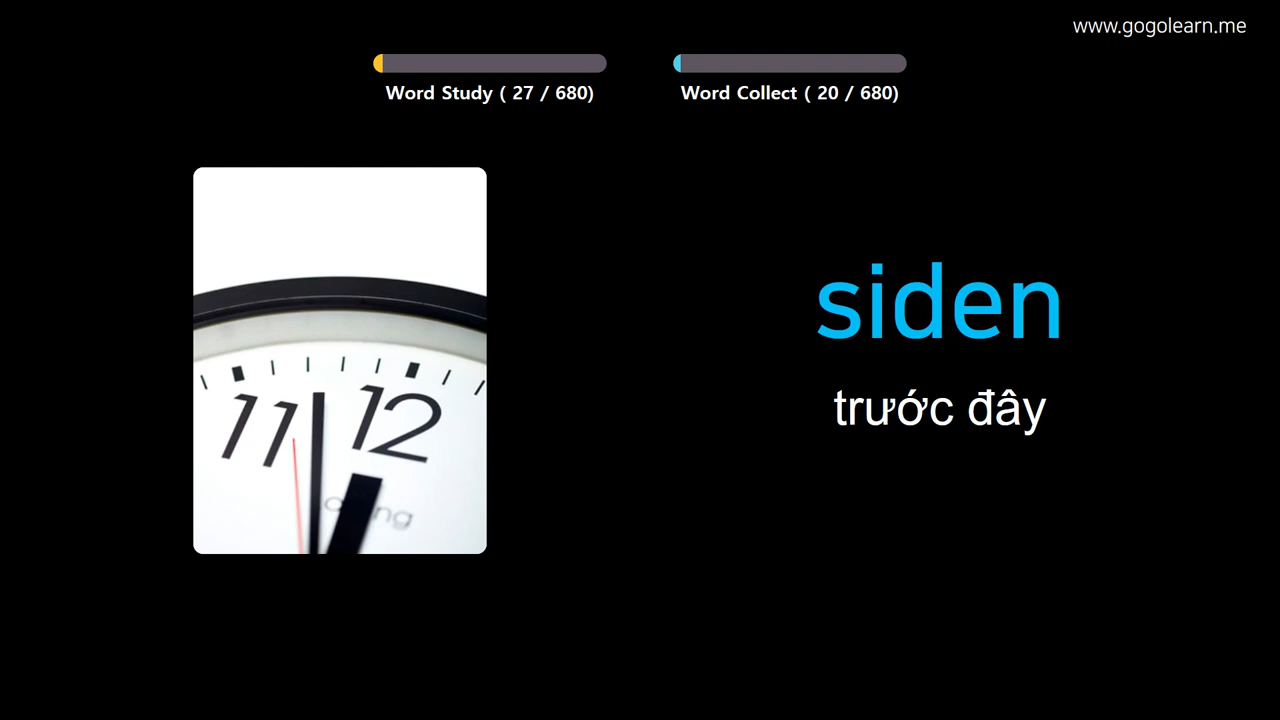 www.gogolearn.me
Word Study ( 27 / 680)
Word Collect ( 20 / 680)
siden
trước đây
11
12